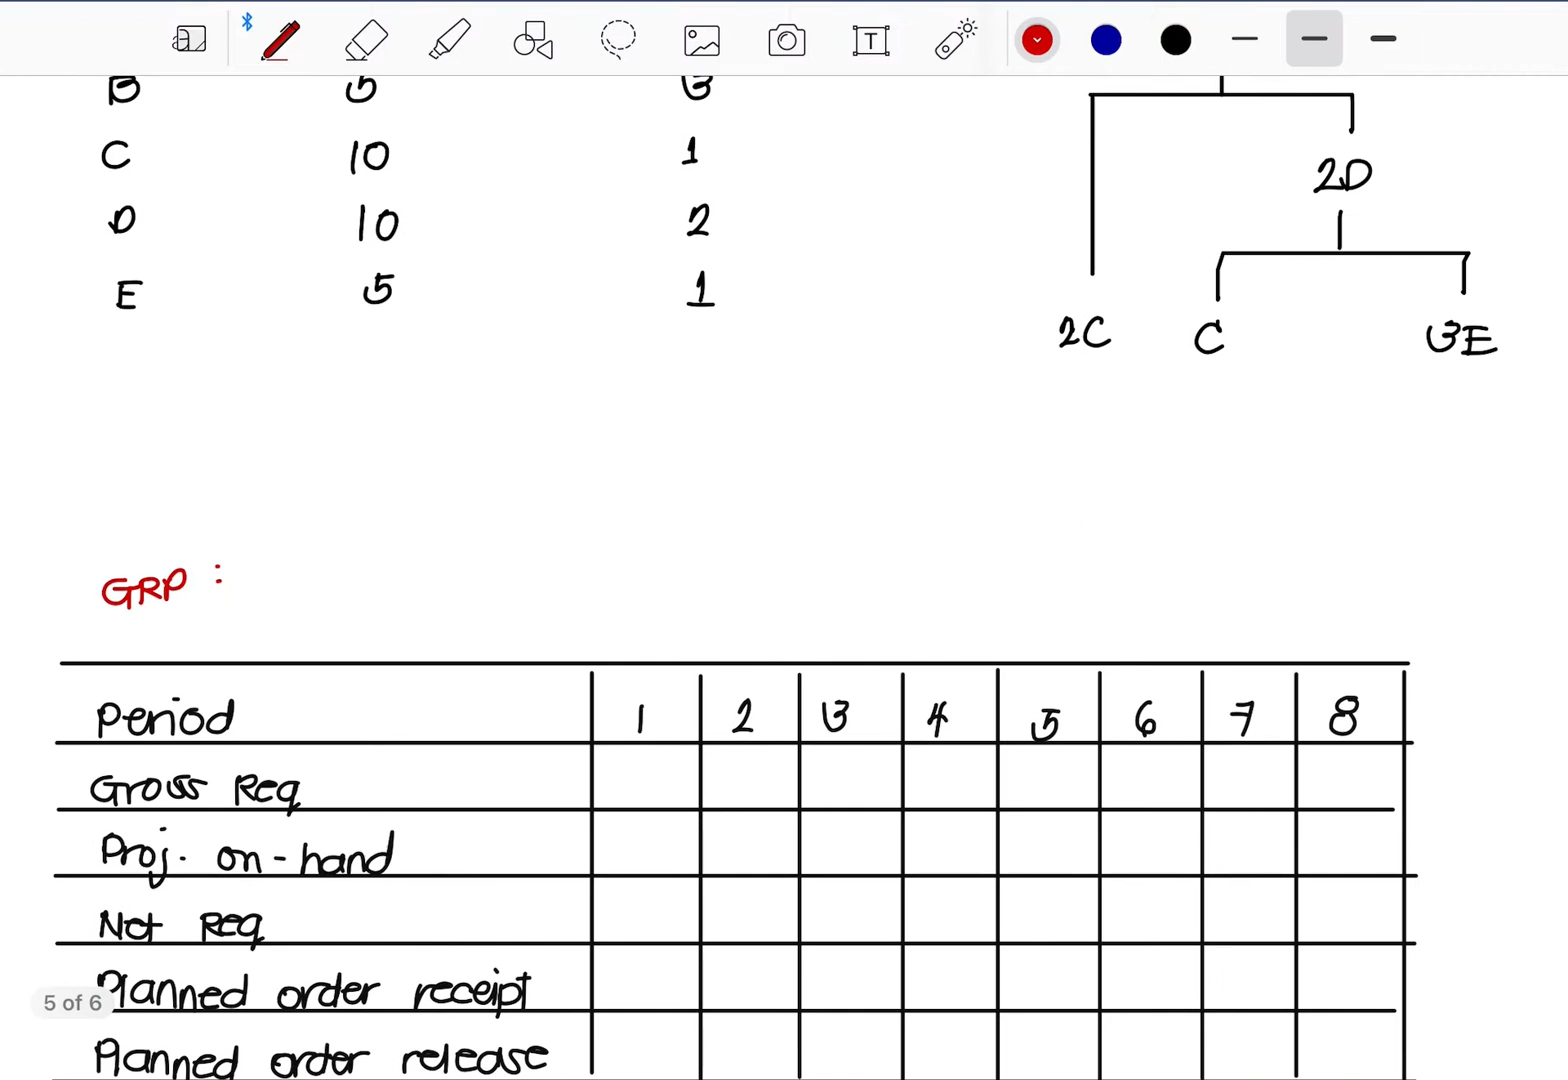 T
B 5 3
C 10 1
D 10 2
E 5 1
2D
2C C 3E
GRP :
Period 1 2 3 4 5 6 7 8
Gross Req
Proj. on-hand
Net Req
Planned order receipt
5 of 6
Planned order release